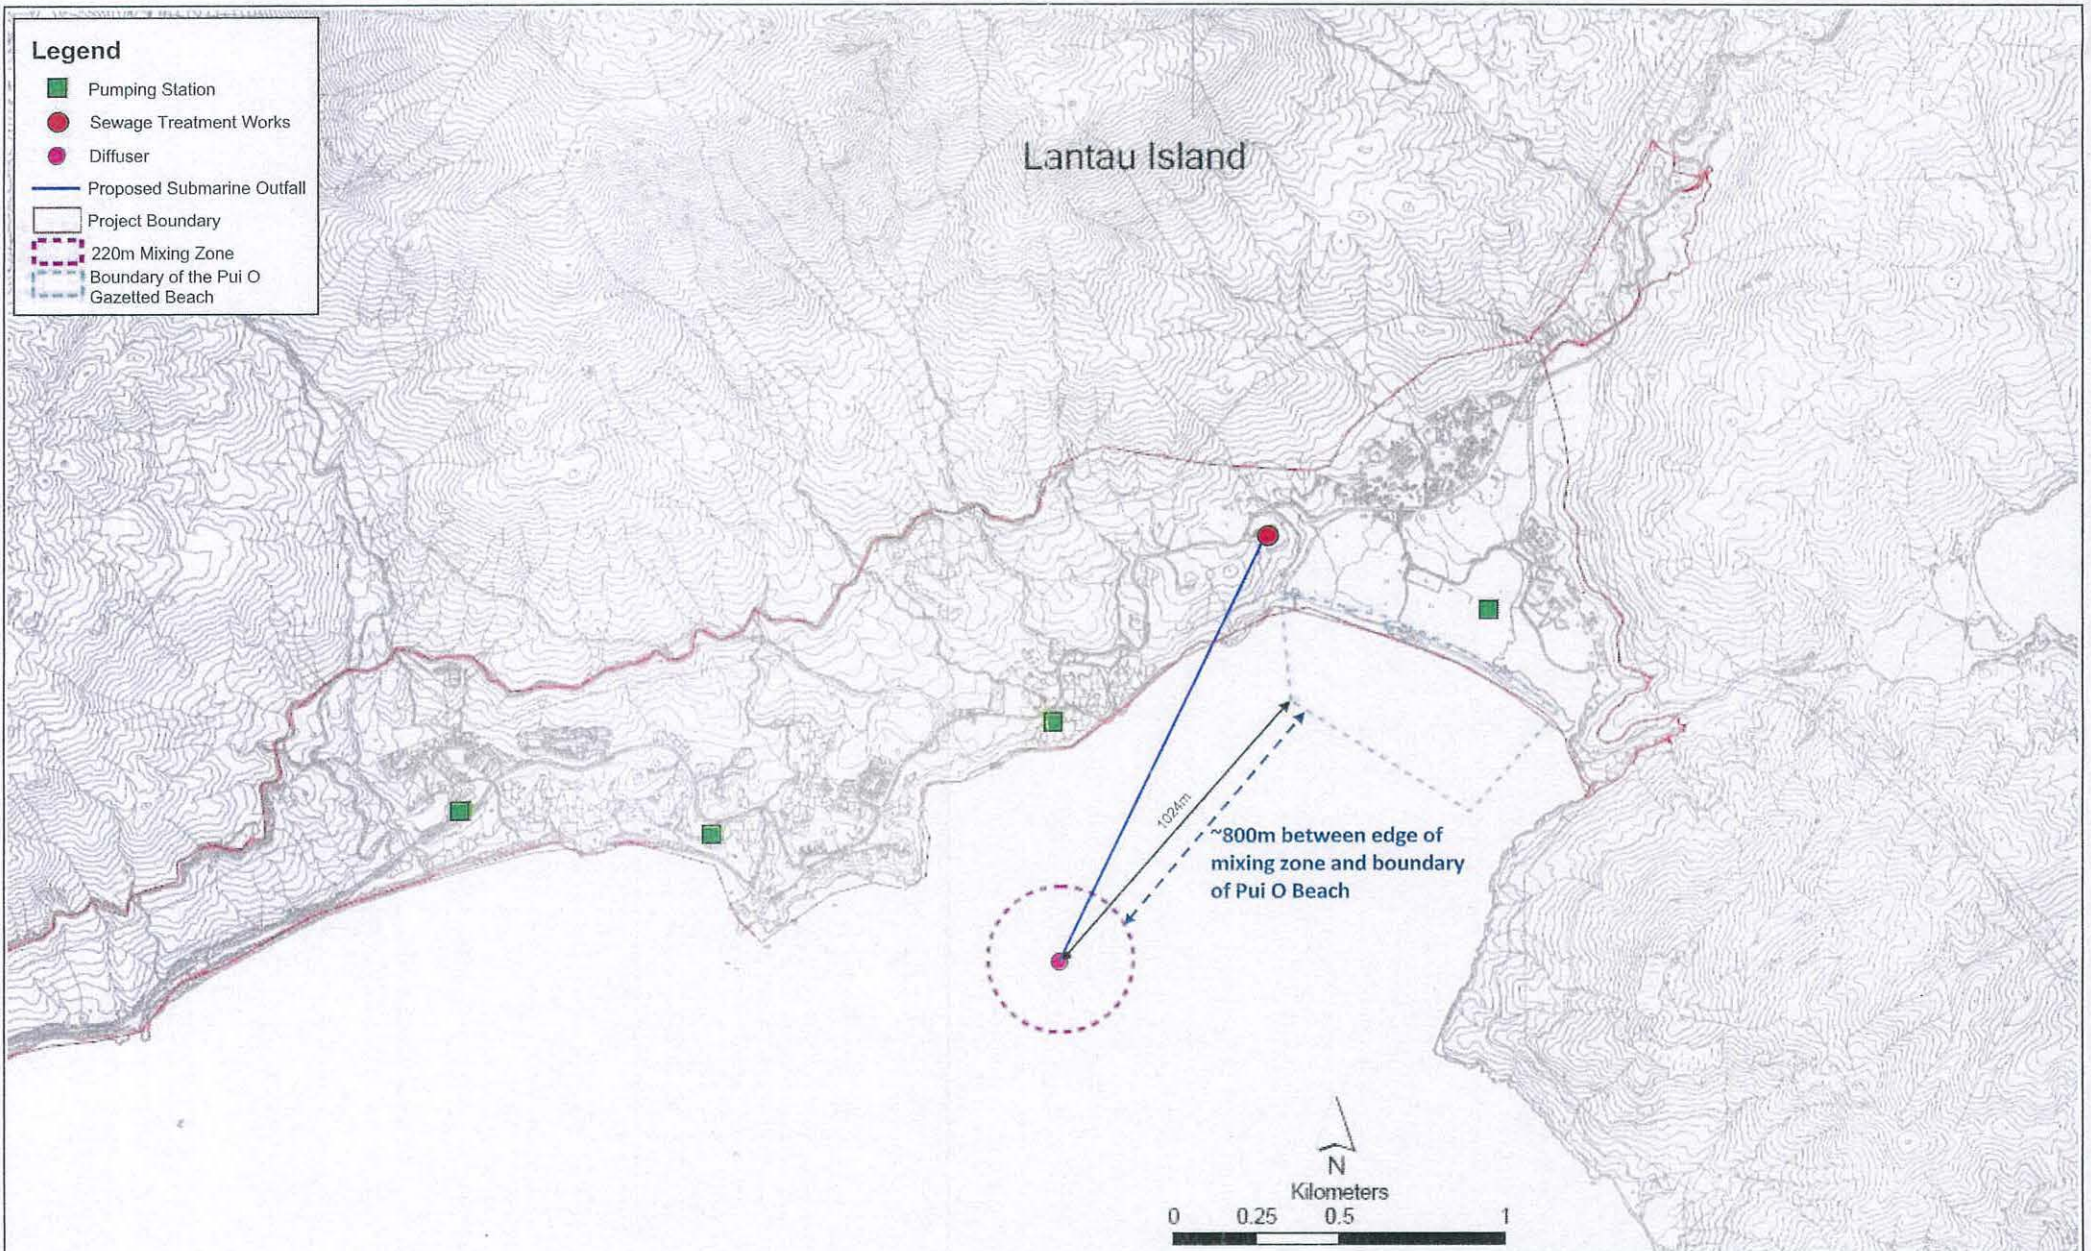 Legend
Pumping Station
Sewage Treatment Works
Diffuser
Proposed Submarine Outfall
Project Boundary
220m Mixing Zone
Boundary of the Pui O
Gazetted Beach
Lantau Island
1024m
~800m between edge of
mixing zone and boundary
of Pui O Beach
N
Kilometers
0 0.25 0.5 1